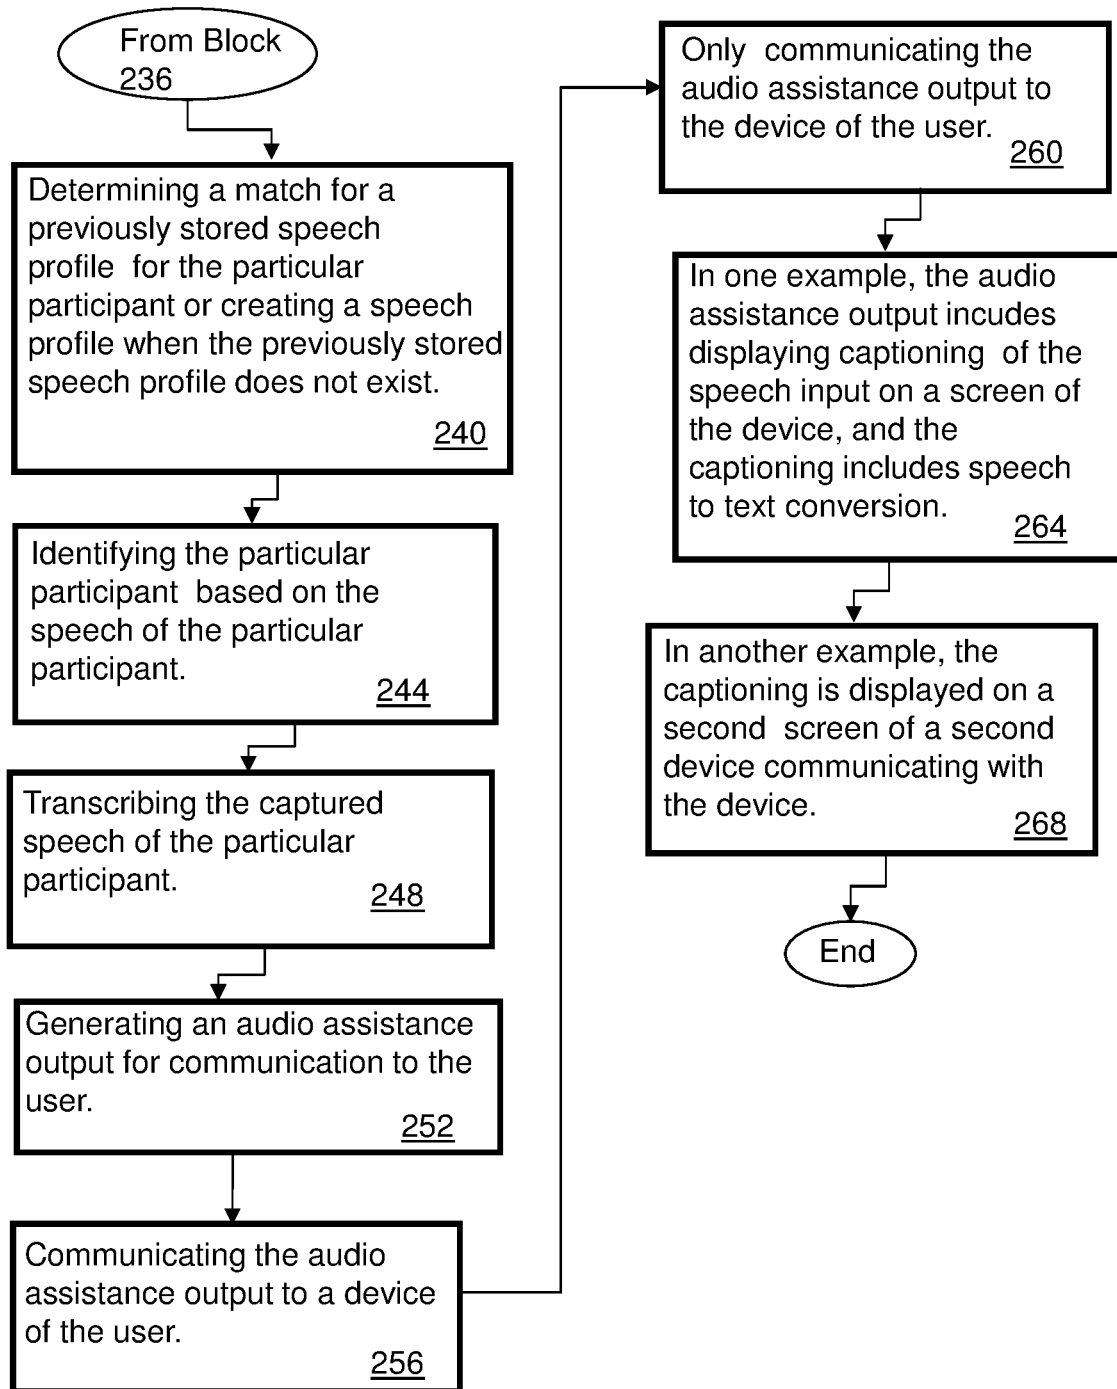 From Block
236
Determining a match for a
previously stored speech
profile for the particular
participant or creating a speech
profile when the previously stored
speech profile does not exist.
240
Identifying the particular
participant based on the
speech of the particular
participant.
244
Transcribing the captured
speech of the particular
participant.
248
Generating an audio assistance
output for communication to the
user.
252
Communicating the audio
assistance output to a device
of the user.
256
Only communicating the
audio assistance output to
the device of the user.
260
In one example, the audio
assistance output incudes
displaying captioning of the
speech input on a screen of
the device, and the
captioning includes speech
to text conversion.
264
In another example, the
captioning is displayed on a
second screen of a second
device communicating with
the device.
268
End